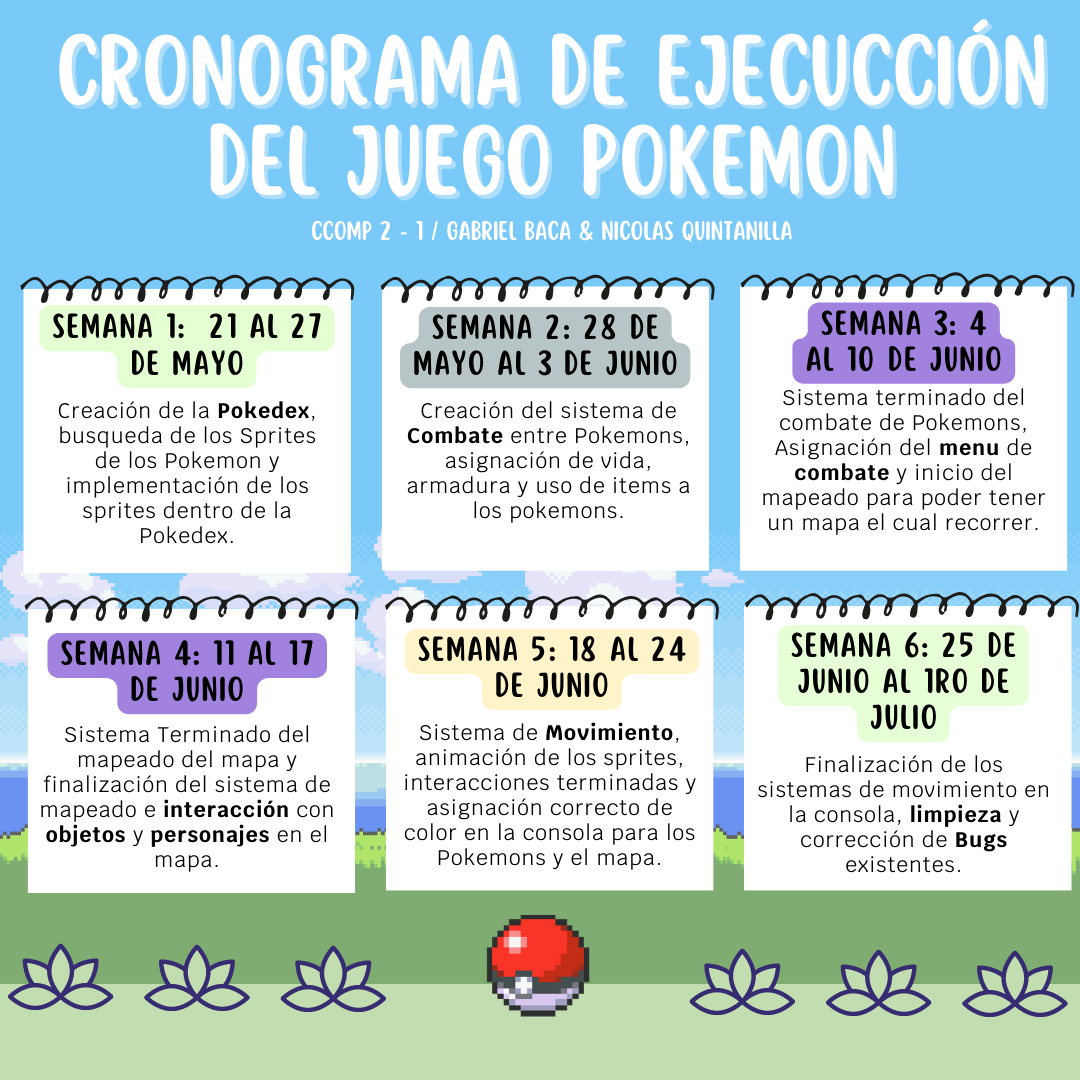 CRONOGRAMA DE EJECUCCIÓN
DEL JUEGO POKEMON
CCOMP 2 - 1 / GABRIEL BACA & NICOLAS QUINTANILLA
SEMANA 1: 21 AL 27
DE MAYO
Creación de la Pokedex,
busqueda de los Sprites
de los Pokemon y
implementación de los
sprites dentro de la
Pokedex.
SEMANA 2: 28 DE
MAYO AL 3 DE JUNIO
Creación del sistema de
Combate entre Pokemons,
asignación de vida,
armadura y uso de items a
los pokemons.
SEMANA 3: 4
AL 10 DE JUNIO
Sistema terminado del
combate de Pokemons,
Asignación del menu de
combate y inicio del
mapeado para poder tener
un mapa el cual recorrer.
SEMANA 4: 11 AL 17
DE JUNIO
Sistema Terminado del
mapeado del mapa y
finalización del sistema de
mapeado e interacción con
objetos y personajes en el
mapa.
SEMANA 5: 18 AL 24
DE JUNIO
Sistema de Movimiento,
animación de los sprites,
interacciones terminadas y
asignación correcto de
color en la consola para los
Pokemons y el mapa.
SEMANA 6: 25 DE
JUNIO AL 1RO DE
JULIO
Finalización de los
sistemas de movimiento en
la consola, limpieza y
corrección de Bugs
existentes.